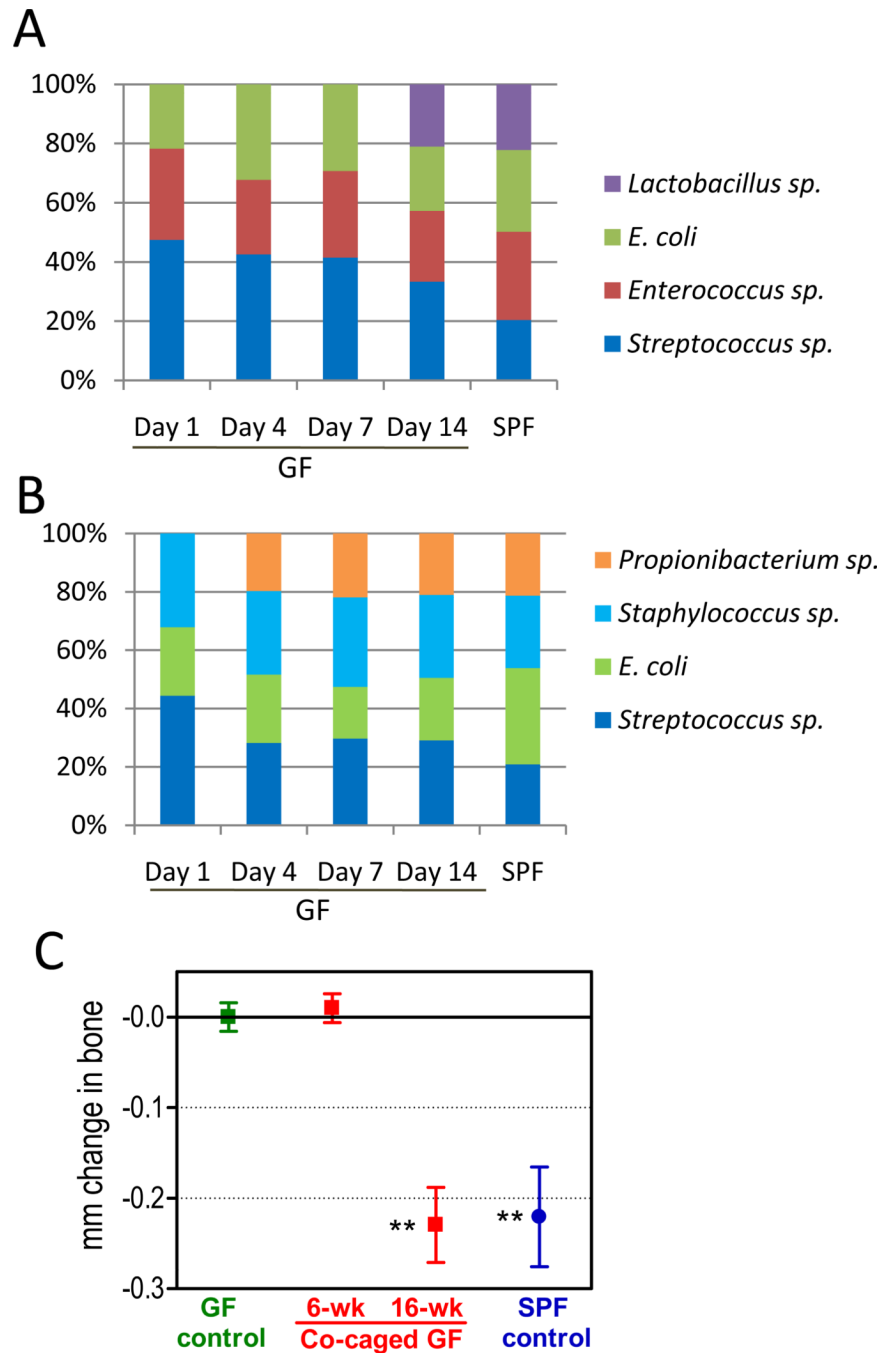 A
100%
80%
60%
40%
20%
0%
Lactobacillus sp.
E. coli
Enterococcus sp.
Streptococcus sp.
Day 1 Day 4 Day 7 Day 14 SPF
GF
B
100%
80%
60%
40%
20%
0%
Propionibacterium sp.
Staphylococcus sp.
E. coli
Streptococcus sp.
Day 1 Day 4 Day 7 Day 14 SPF
GF
C
mm change in bone
-0.0
-0.1
-0.2
-0.3
**
**
GF control
6-wk 16-wk
Co-caged GF
SPF control